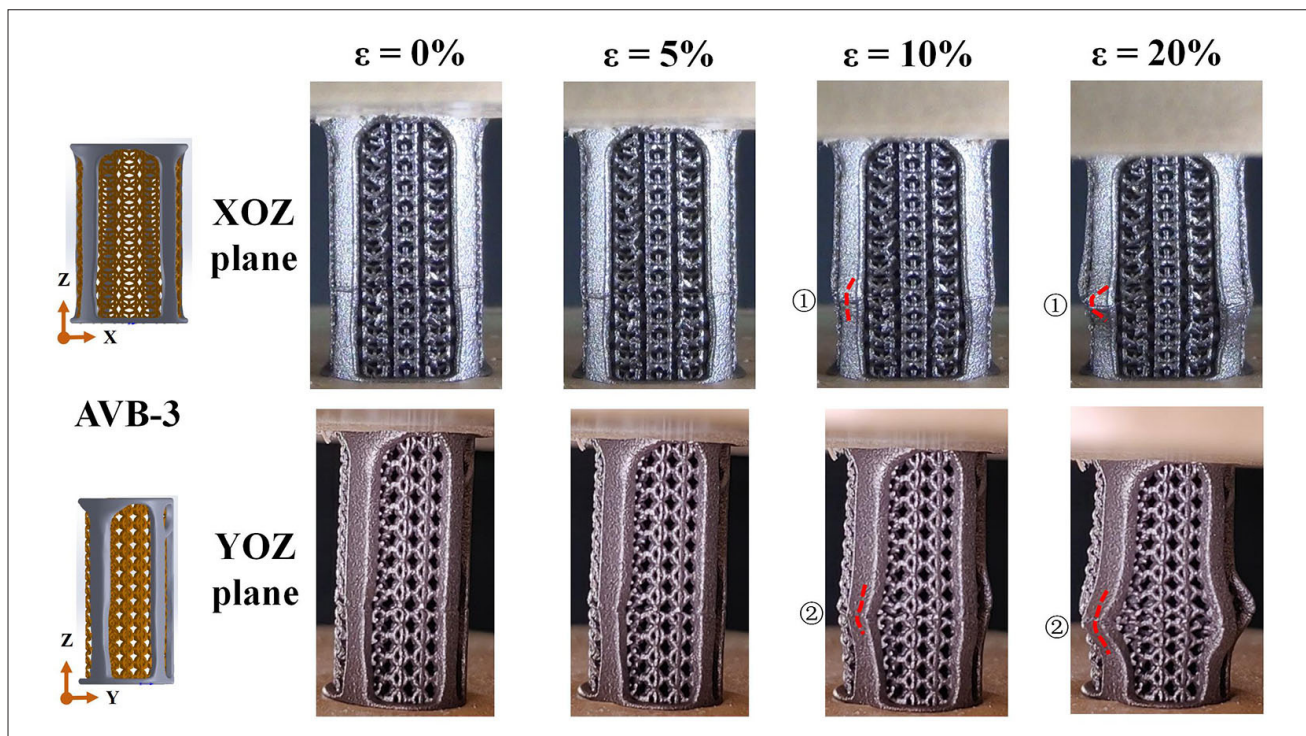 ε = 0% ε = 5% ε = 10% ε = 20%
XOZ
plane
Z
X
①
①
AVB-3
YOZ
plane
Z
Y
②
②